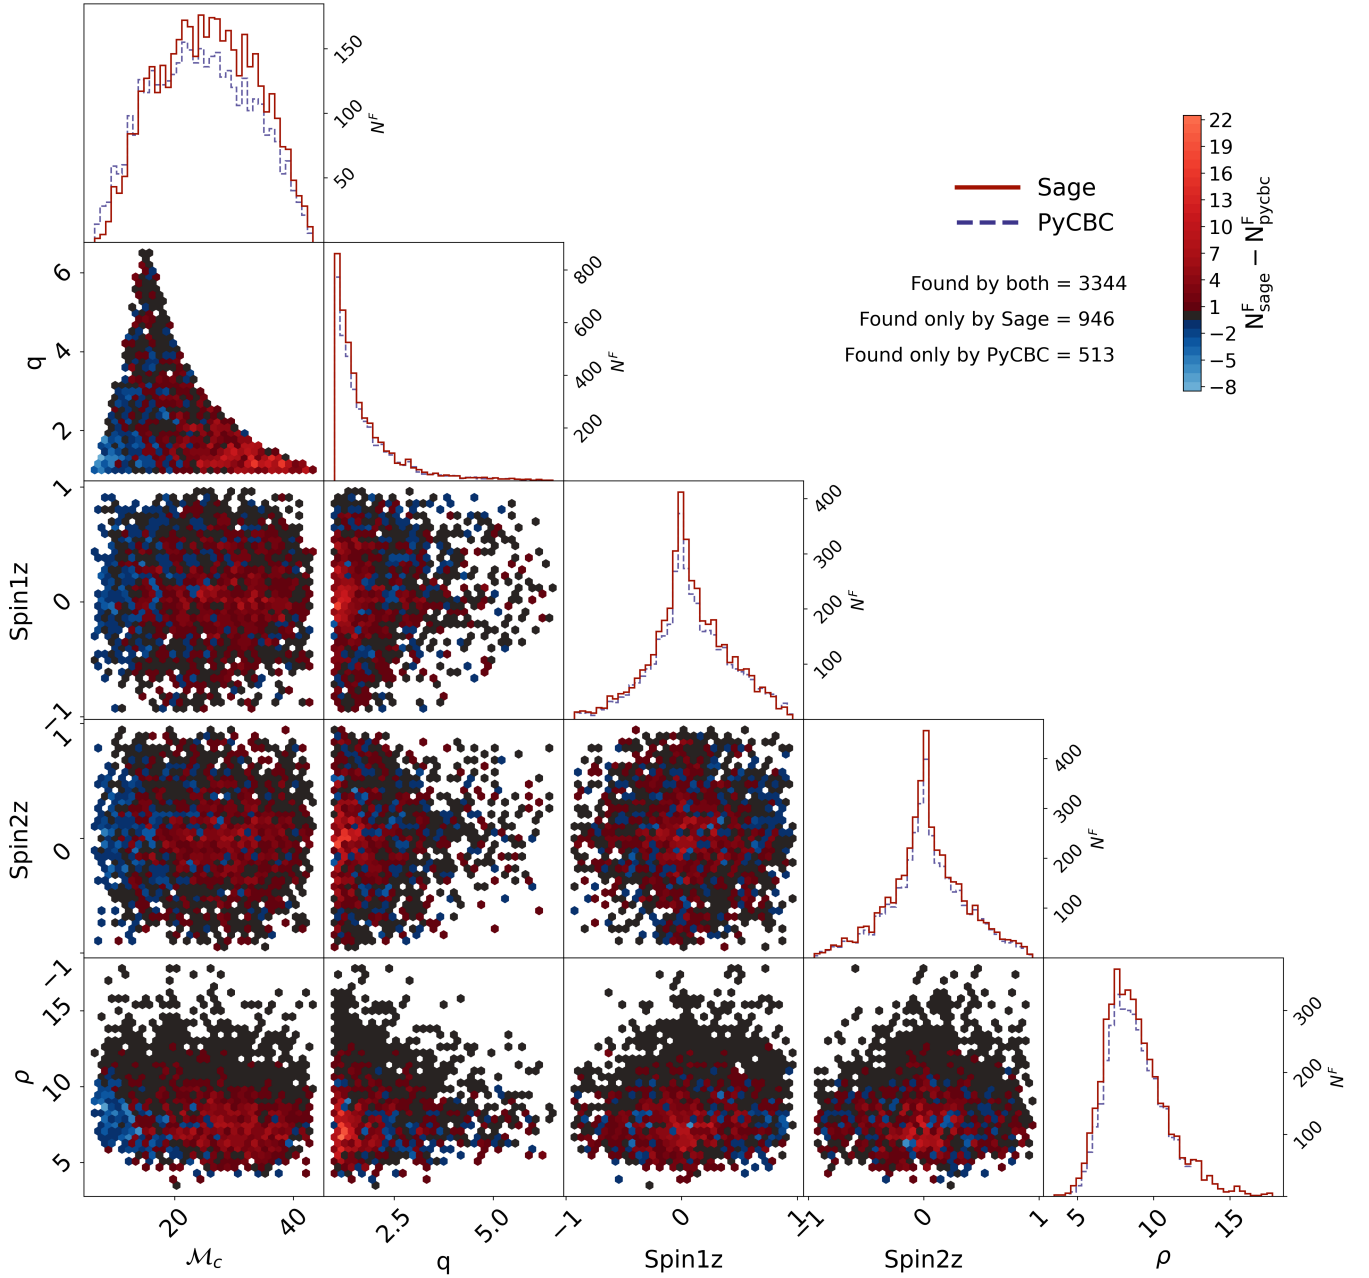 150
100
50
N^F
Sage
PyCBC
Found by both = 3344
Found only by Sage = 946
Found only by PyCBC = 513
22
19
16
13
10
7
4
1
−2
−5
−8
N^F_sage − N^F_pycbc
6
4
2
q
800
600
400
200
N^F
1
0
−1
Spin1z
400
300
200
100
N^F
1
0
−1
Spin2z
400
300
200
100
N^F
15
10
5
ρ
300
200
100
N^F
20
40
2.5
5.0
−1
0
1
−1
0
1
5
10
15
ℳ_c
q
Spin1z
Spin2z
ρ